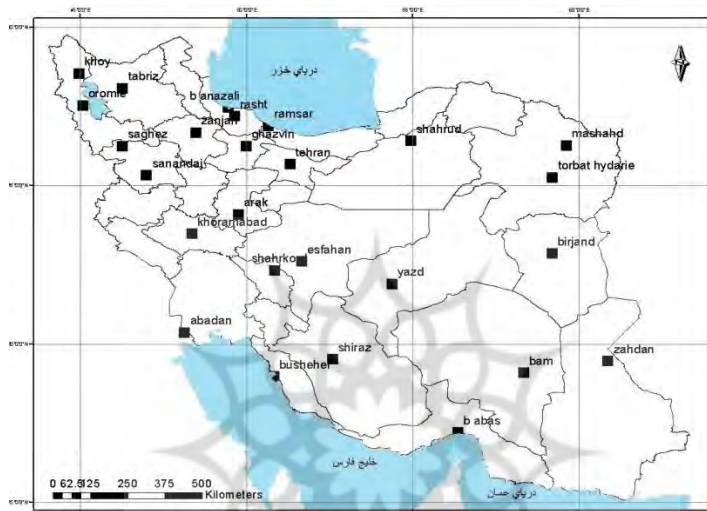 دریای خزر
khoy
tabriz
oromie
b anazali
rasht
ramsar
zanjan
ghazvin
saghez
tehran
sanandaj
shahrud
mashahd
torbat hydarie
arak
khoramabad
birjand
esfahan
shahrkord
yazd
abadan
shiraz
busheher
bam
zahdan
b abas
خلیج فارس
دریای عمان
0 62.5 125 250 375 500
Kilometers